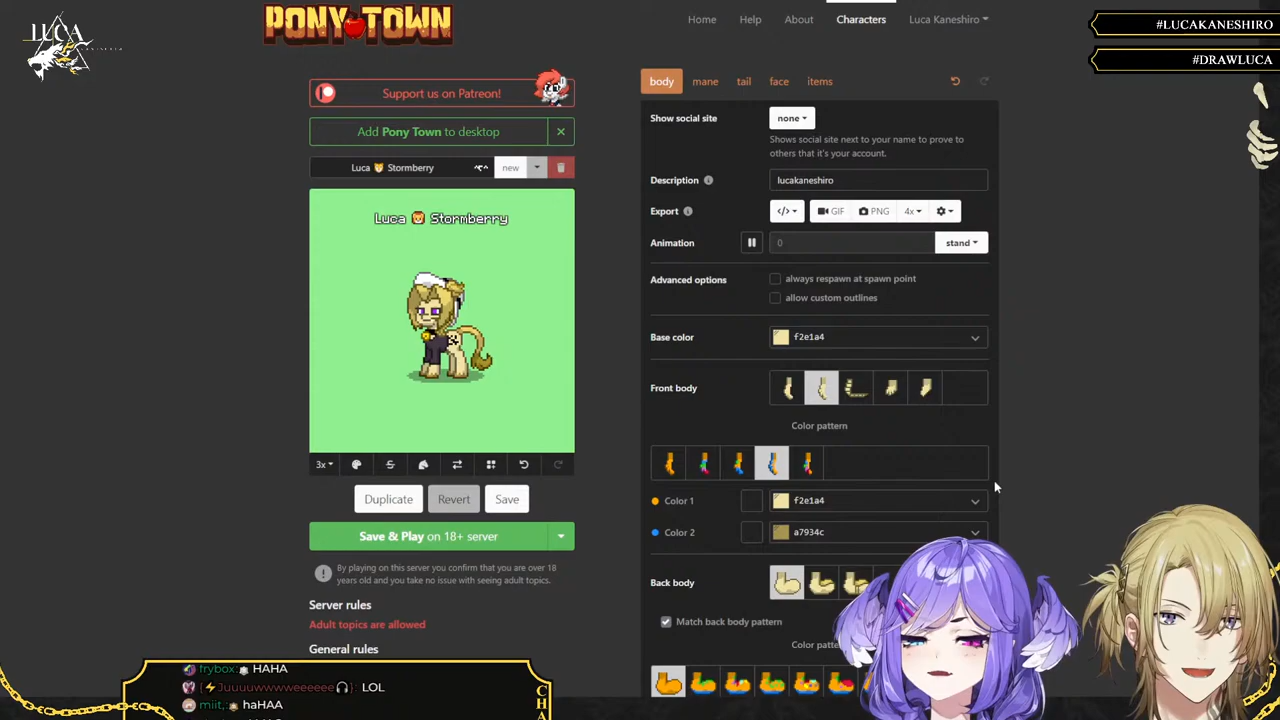 LUCA
KANESHIRO
PONY TOWN
Home
Help
About
Characters
Luca Kaneshiro
#LUCAKANESHIRO
#DRAWLUCA
Support us on Patreon!
Add Pony Town to desktop
Luca 🦁 Stormberry
new
Luca 🦁 Stormberry
3x
Duplicate
Revert
Save
Save & Play on 18+ server
By playing on this server you confirm that you are over 18
years old and you take no issue with seeing adult topics.
Server rules
Adult topics are allowed
General rules
body
mane
tail
face
items
Show social site
none
Shows social site next to your name to prove to
others that it's your account.
Description
lucakaneshiro
Export
</>
GIF
PNG
4x
Animation
0
stand
Advanced options
always respawn at spawn point
allow custom outlines
Base color
f2e1a4
Front body
Color pattern
Color 1
f2e1a4
Color 2
a7934c
Back body
Match back body pattern
Color patte
frybox: HAHA
{⚡Juuuuwwwweeeeee🎧: LOL
miit,: haHAA
C
H
A